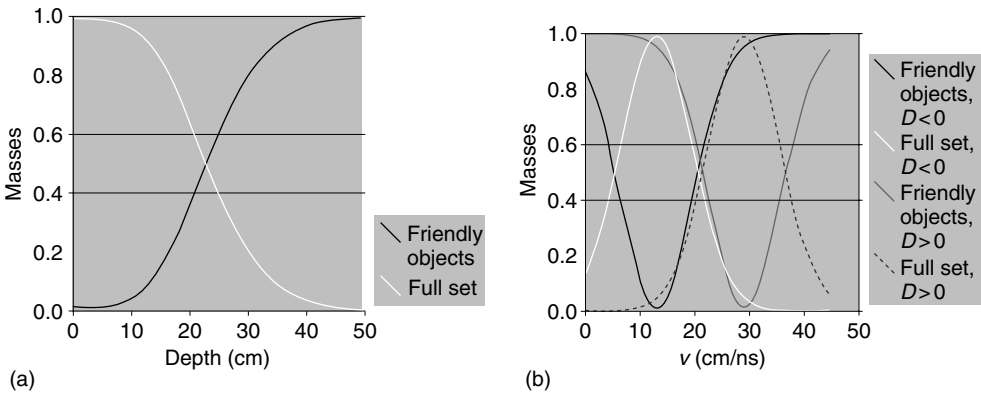 1.0
0.8
0.6
0.4
0.2
0.0
Masses
0 10 20 30 40 50
Depth (cm)
Friendly
objects
Full set
(a)
1.0
0.8
0.6
0.4
0.2
0.0
Masses
0 10 20 30 40 50
v (cm/ns)
Friendly
objects,
D<0
Full set,
D<0
Friendly
objects,
D>0
Full set,
D>0
(b)